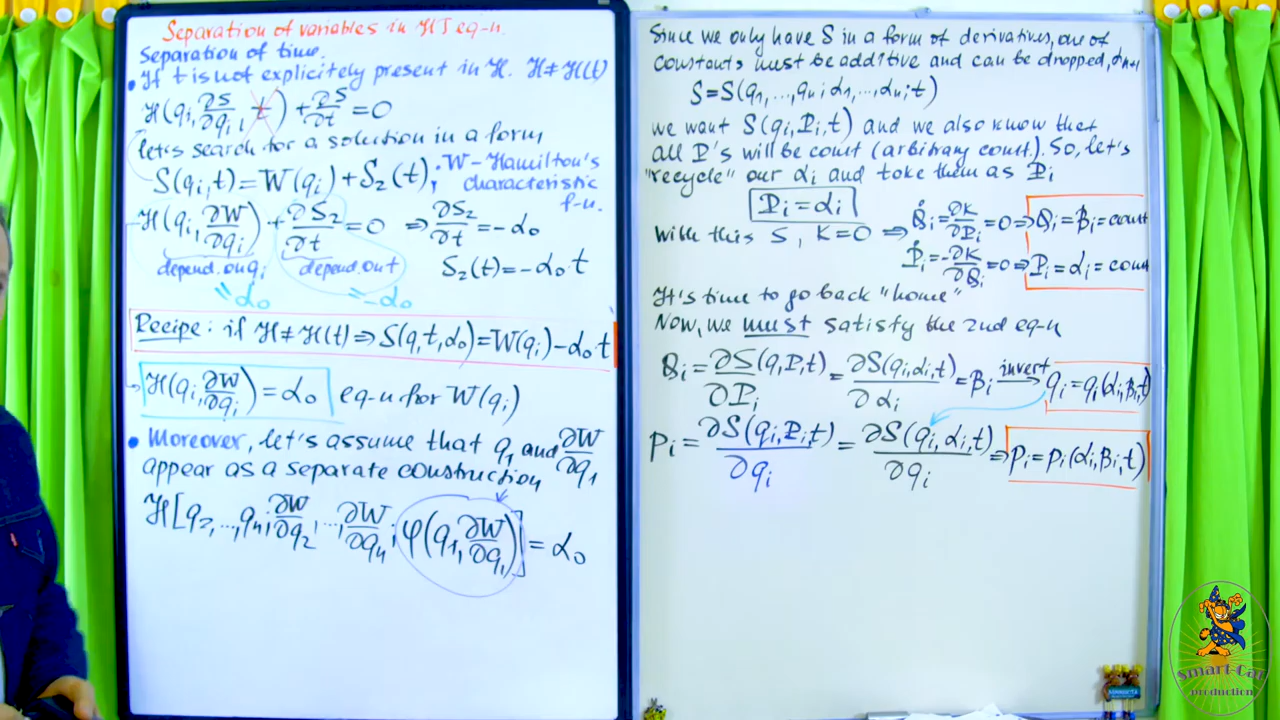 Separation of variables in HJ eq-n.
Separation of time.
• If t is not explicitely present in ℋ. ℋ≠ℋ(t)
ℋ(qᵢ, ∂S/∂qᵢ, t) + ∂S/∂t = 0
let's search for a solution in a form
S(qᵢ,t) = W(qᵢ) + S₂(t); W – Hamilton's
characteristic
f-n.
ℋ(qᵢ, ∂W/∂qᵢ) + ∂S₂/∂t = 0 ⇒ ∂S₂/∂t = -α₀
depend. on qᵢ depend. on t S₂(t) = -α₀·t
"α₀ = -α₀
Recipe: if ℋ≠ℋ(t) ⇒ S(q,t,α₀) = W(qᵢ) - α₀t
ℋ(qᵢ, ∂W/∂qᵢ) = α₀ eq-n for W(qᵢ)
• Moreover, let's assume that q₁ and ∂W/∂q₁
appear as a separate construction
ℋ[q₂,...,qₙ; ∂W/∂q₂, ..., ∂W/∂qₙ; φ(q₁, ∂W/∂q₁)] = α₀
Since we only have S in a form of derivatives, one of
constants must be additive and can be dropped, αₙ₊₁
S = S(q₁,...,qₙ; α₁,...,αₙ; t)
we want S(qᵢ,Pᵢ,t) and we also know that
all P's will be const (arbitrary const.). So, let's
"recycle" our αᵢ and take them as Pᵢ
Pᵢ = αᵢ
With this S, K=0 ⇒ Q̇ᵢ = ∂K/∂Pᵢ = 0 ⇒ Qᵢ = βᵢ = const
Ṗᵢ = -∂K/∂Qᵢ = 0 ⇒ Pᵢ = αᵢ = const
It's time to go back "home"
Now, we must satisfy the 2nd eq-n
Qᵢ = ∂S(q,P,t)/∂Pᵢ = ∂S(qᵢ,αᵢ,t)/∂αᵢ = βᵢ invert → qᵢ = qᵢ(αᵢ,βᵢ,t)
pᵢ = ∂S(qᵢ,Pᵢ,t)/∂qᵢ = ∂S(qᵢ,αᵢ,t)/∂qᵢ ⇒ pᵢ = pᵢ(αᵢ,βᵢ,t)
Smart Cat
production